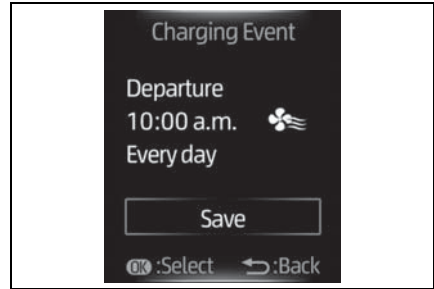 Charging Event
Departure
10:00 a.m.
Every day
Save
OK :Select :Back